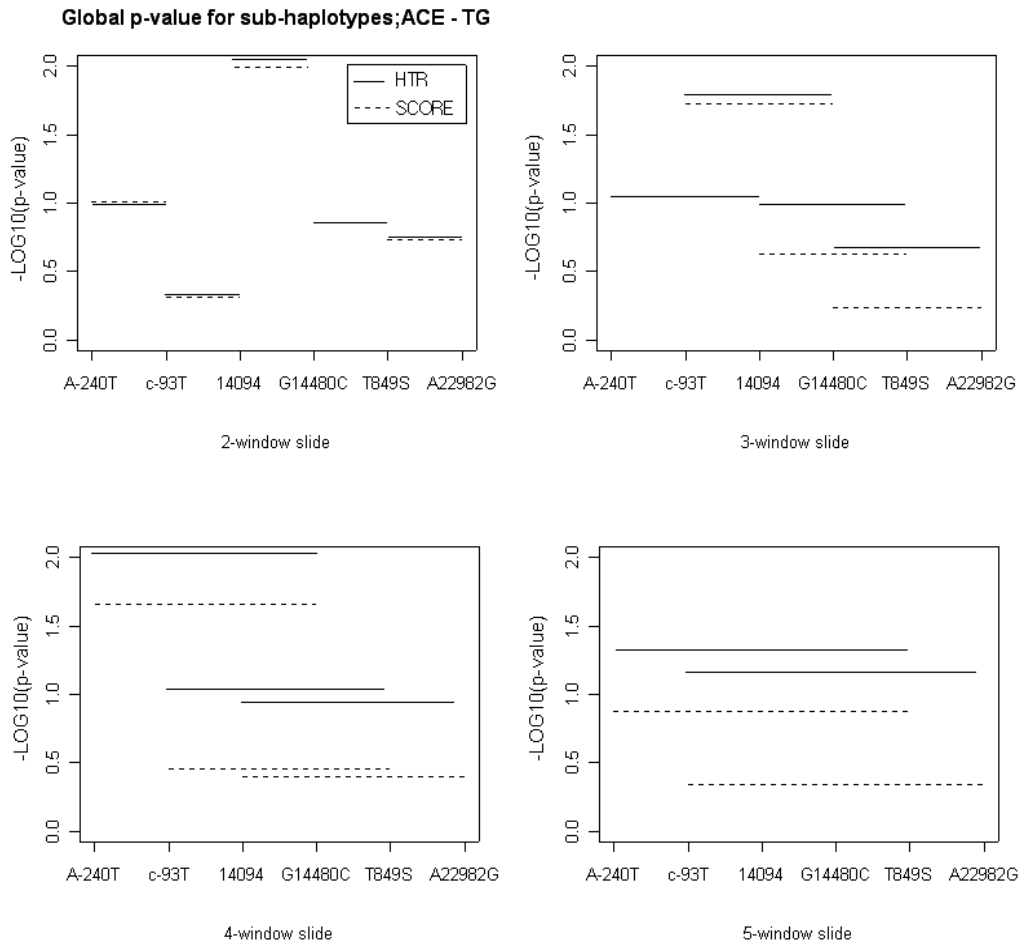 Global p-value for sub-haplotypes;ACE - TG
-LOG10(p-value)
2.0
1.5
1.0
0.5
0.0
HTR
SCORE
A-240T c-93T 14094 G14480C T849S A22982G
2-window slide
-LOG10(p-value)
2.0
1.5
1.0
0.5
0.0
A-240T c-93T 14094 G14480C T849S A22982G
3-window slide
-LOG10(p-value)
2.0
1.5
1.0
0.5
0.0
A-240T c-93T 14094 G14480C T849S A22982G
4-window slide
-LOG10(p-value)
2.0
1.5
1.0
0.5
0.0
A-240T c-93T 14094 G14480C T849S A22982G
5-window slide